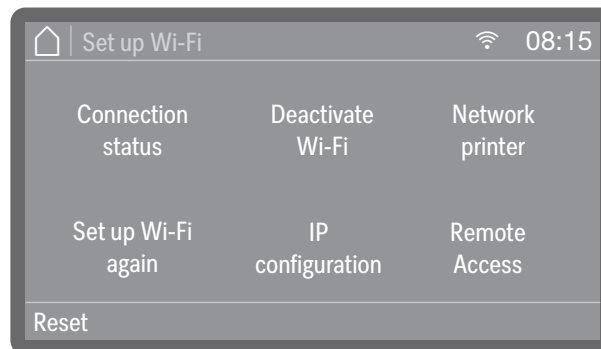 Set up Wi-Fi
08:15
Connection
status
Deactivate
Wi-Fi
Network
printer
Set up Wi-Fi
again
IP
configuration
Remote
Access
Reset